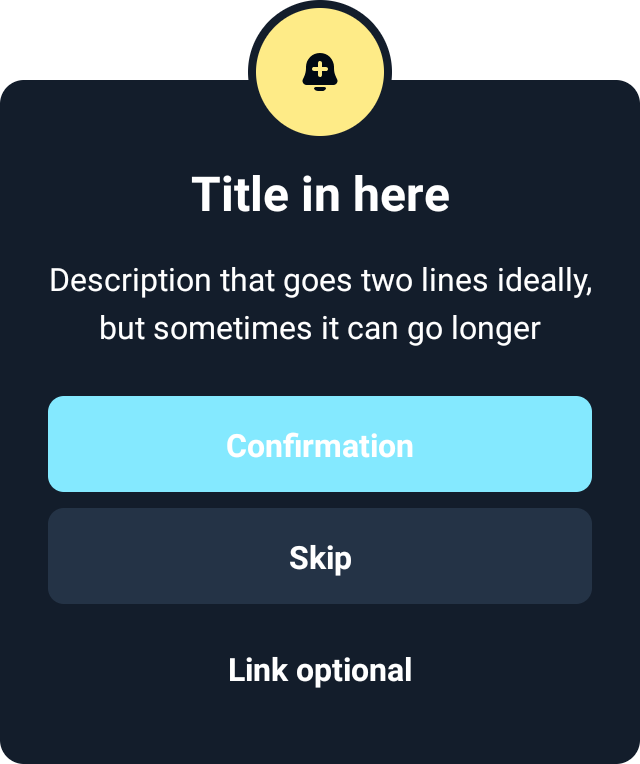 Title in here
Description that goes two lines ideally,
but sometimes it can go longer
Confirmation
Skip
Link optional